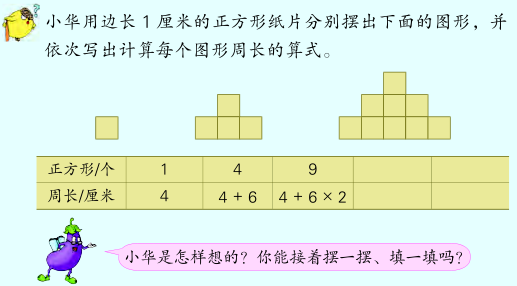 小华用边长1厘米的正方形纸片分别摆出下面的图形，并
依次写出计算每个图形周长的算式。
正方形/个 1 4 9
周长/厘米 4 4+6 4+6×2
小华是怎样想的？你能接着摆一摆、填一填吗？